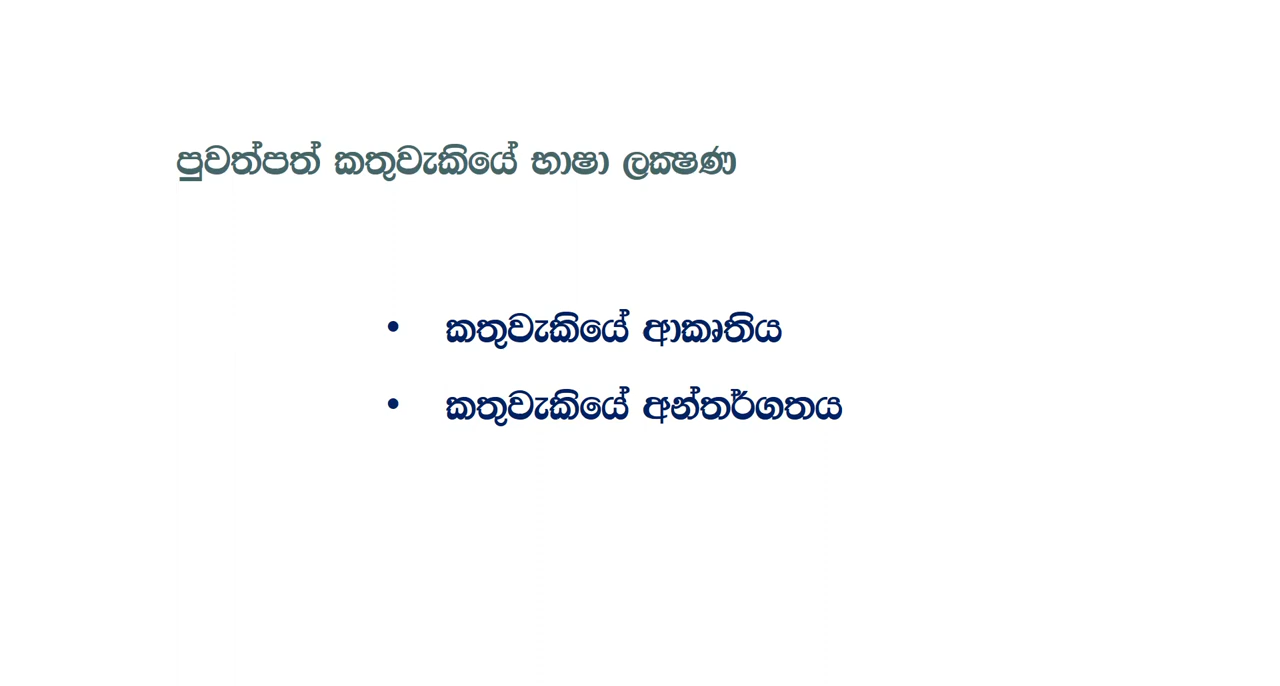 පුවත්පත් කතුවැකියේ භාෂා ලක්‍ෂණ
• කතුවැකියේ ආකෘතිය
• කතුවැකියේ අන්තර්ගතය